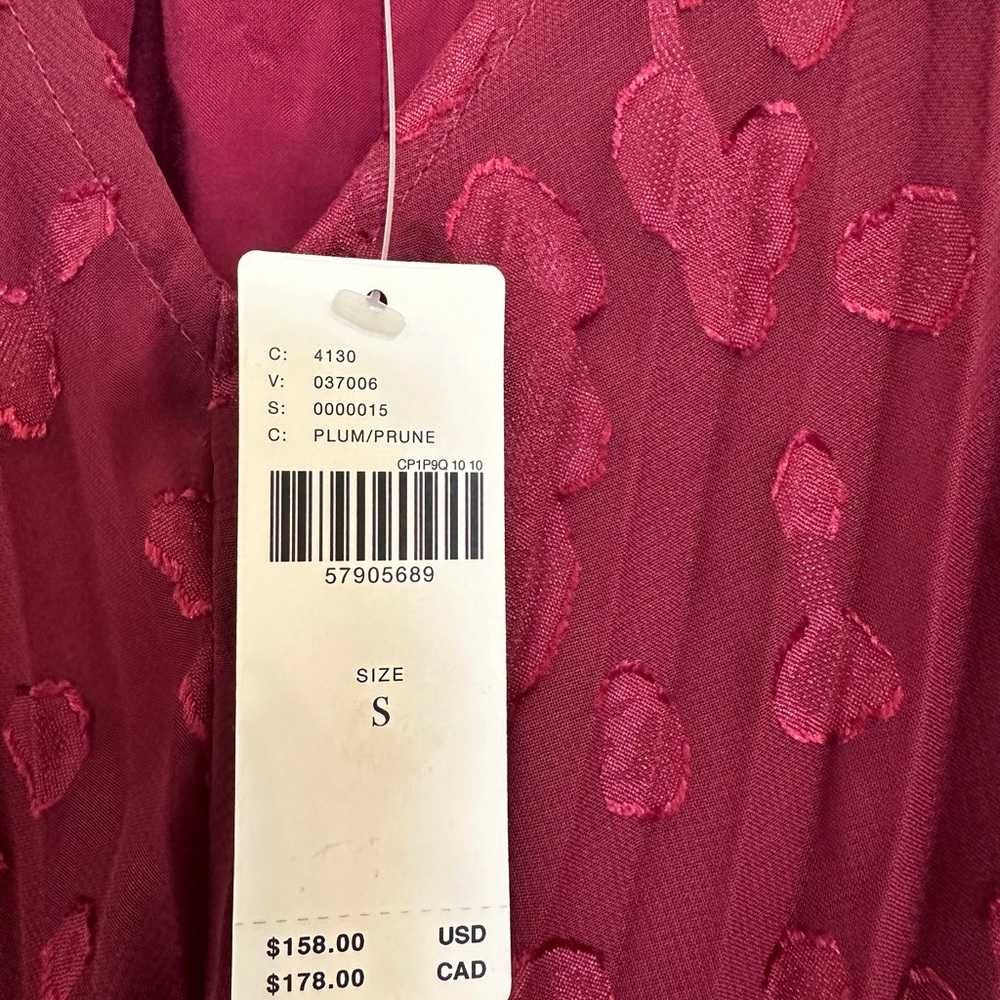 C: 4130
V: 037006
S: 0000015
C: PLUM/PRUNE
CP1P9Q 10 10
57905689
SIZE
S
$158.00 USD
$178.00 CAD